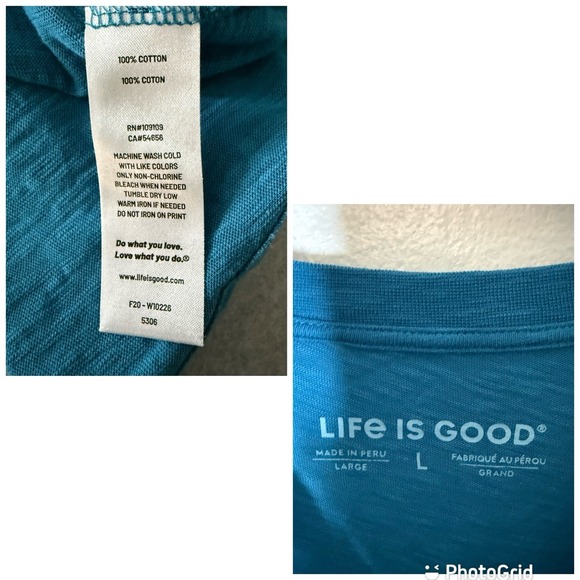 100% COTTON
100% COTON
RN#109109
CA#54656
MACHINE WASH COLD
WITH LIKE COLORS
ONLY NON-CHLORINE
BLEACH WHEN NEEDED
TUMBLE DRY LOW
WARM IRON IF NEEDED
DO NOT IRON ON PRINT
Do what you love.
Love what you do.®
www.lifeisgood.com
F20 - W10226
5306
LIFe IS GOOD®
MADE IN PERU
LARGE
L
FABRIQUÉ AU PÉROU
GRAND
PhotoGrid